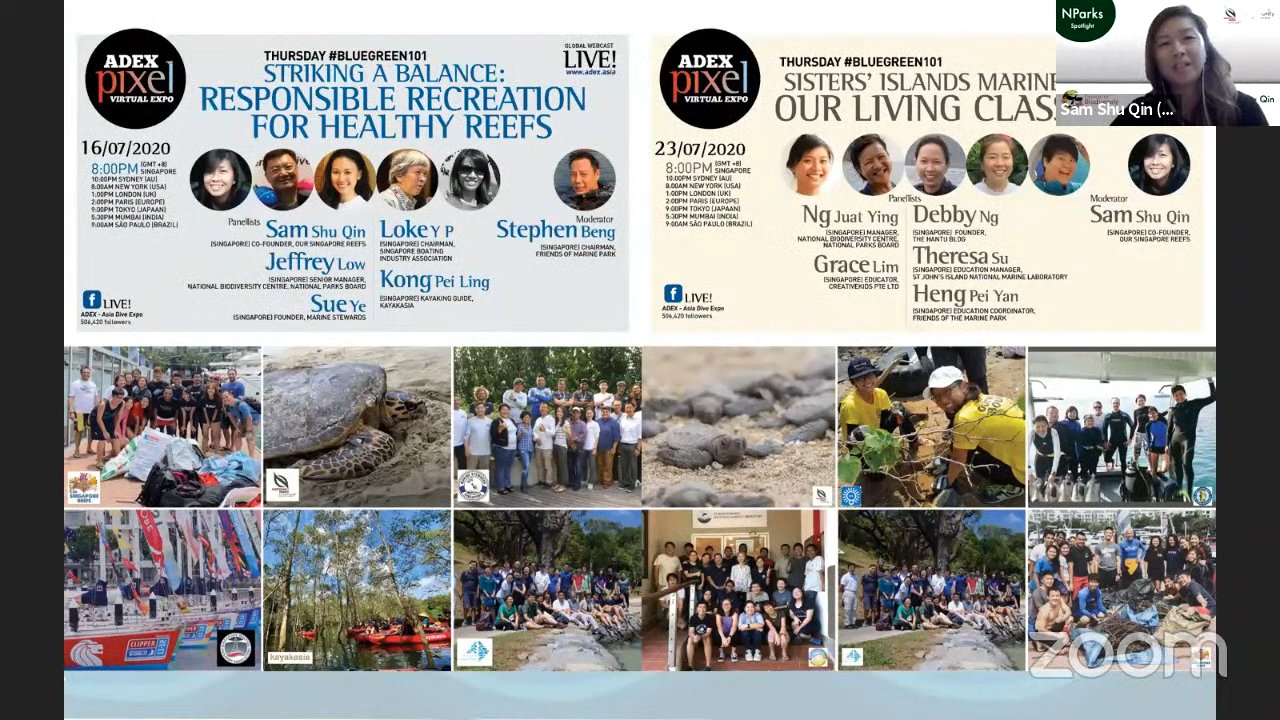 ADEX
pixel
VIRTUAL EXPO
THURSDAY #BLUEGREEN101
STRIKING A BALANCE:
RESPONSIBLE RECREATION
FOR HEALTHY REEFS
GLOBAL WEBCAST
LIVE!
www.adex.asia
16/07/2020
8:00PM (GMT +8) SINGAPORE
10:00PM SYDNEY (AU)
8:00AM NEW YORK (USA)
1:00PM LONDON (UK)
2:00PM PARIS (EUROPE)
9:00PM TOKYO (JAPAAN)
5:30PM MUMBAI (INDIA)
9:00AM SÃO PAULO (BRAZIL)
Panellists
Sam Shu Qin
(SINGAPORE) CO-FOUNDER, OUR SINGAPORE REEFS
Jeffrey Low
(SINGAPORE) SENIOR MANAGER,
NATIONAL BIODIVERSITY CENTRE, NATIONAL PARKS BOARD
Sue Ye
(SINGAPORE) FOUNDER, MARINE STEWARDS
Loke Y P
(SINGAPORE) CHAIRMAN,
SINGAPORE BOATING
INDUSTRY ASSOCIATION
Kong Pei Ling
(SINGAPORE) KAYAKING GUIDE,
KAYAKASIA
Moderator
Stephen Beng
(SINGAPORE) CHAIRMAN,
FRIENDS OF MARINE PARK
LIVE!
ADEX - Asia Dive Expo
506,420 followers
ADEX
pixel
VIRTUAL EXPO
THURSDAY #BLUEGREEN101
SISTERS' ISLANDS MARINE
OUR LIVING CLAS
23/07/2020
8:00PM (GMT +8) SINGAPORE
10.00PM SYDNEY (AU)
8:00AM NEW YORK (USA)
1:00PM LONDON (UK)
2:00PM PARIS (EUROPE)
9:00PM TOKYO (JAPAAN)
5:30PM MUMBAI (INDIA)
9:00AM SÃO PAULO (BRAZIL)
Panellists
Ng Juat Ying
(SINGAPORE) MANAGER,
NATIONAL BIODIVERSITY CENTRE,
NATIONAL PARKS BOARD
Grace Lim
(SINGAPORE) EDUCATOR,
CREATIVEKIDS PTE LTD
Debby Ng
(SINGAPORE) FOUNDER,
THE HANTU BLOG
Theresa Su
(SINGAPORE) EDUCATION MANAGER,
ST JOHN'S ISLAND NATIONAL MARINE LABORATORY
Heng Pei Yan
(SINGAPORE) EDUCATION COORDINATOR,
FRIENDS OF THE MARINE PARK
Moderator
Sam Shu Qin
(SINGAPORE) CO-FOUNDER,
OUR SINGAPORE REEFS
LIVE!
ADEX - Asia Dive Expo
506,420 followers
NParks
Spotlight
Qin
Sam Shu Qin (...
SINGAPORE
REEFS
CLIPPER
kayakasia
zoom